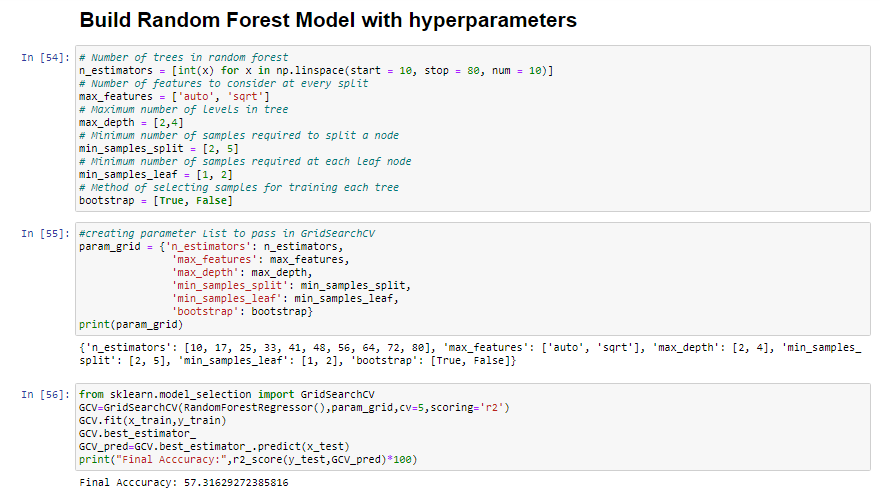 Build Random Forest Model with hyperparameters
In [54]: # Number of trees in random forest
n_estimators = [int(x) for x in np.linspace(start = 10, stop = 80, num = 10)]
# Number of features to consider at every split
max_features = ['auto', 'sqrt']
# Maximum number of levels in tree
max_depth = [2,4]
# Minimum number of samples required to split a node
min_samples_split = [2, 5]
# Minimum number of samples required at each leaf node
min_samples_leaf = [1, 2]
# Method of selecting samples for training each tree
bootstrap = [True, False]
In [55]: #creating parameter List to pass in GridSearchCV
param_grid = {'n_estimators': n_estimators,
'max_features': max_features,
'max_depth': max_depth,
'min_samples_split': min_samples_split,
'min_samples_leaf': min_samples_leaf,
'bootstrap': bootstrap}
print(param_grid)
{'n_estimators': [10, 17, 25, 33, 41, 48, 56, 64, 72, 80], 'max_features': ['auto', 'sqrt'], 'max_depth': [2, 4], 'min_samples_
split': [2, 5], 'min_samples_leaf': [1, 2], 'bootstrap': [True, False]}
In [56]: from sklearn.model_selection import GridSearchCV
GCV=GridSearchCV(RandomForestRegressor(),param_grid,cv=5,scoring='r2')
GCV.fit(x_train,y_train)
GCV.best_estimator_
GCV_pred=GCV.best_estimator_.predict(x_test)
print("Final Acccuracy:",r2_score(y_test,GCV_pred)*100)
Final Acccuracy: 57.31629272385816